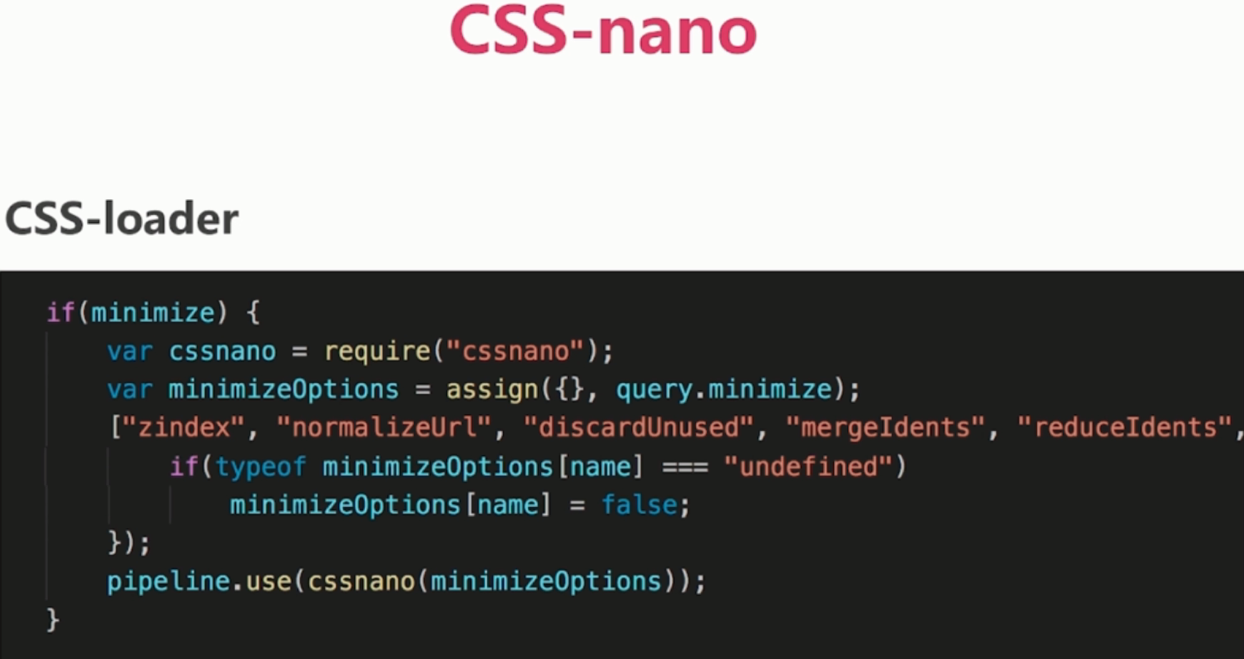 CSS-nano
CSS-loader
if(minimize) {
var cssnano = require("cssnano");
var minimizeOptions = assign({}, query.minimize);
["zindex", "normalizeUrl", "discardUnused", "mergeIdents", "reduceIdents",
if(typeof minimizeOptions[name] === "undefined")
minimizeOptions[name] = false;
});
pipeline.use(cssnano(minimizeOptions));
}